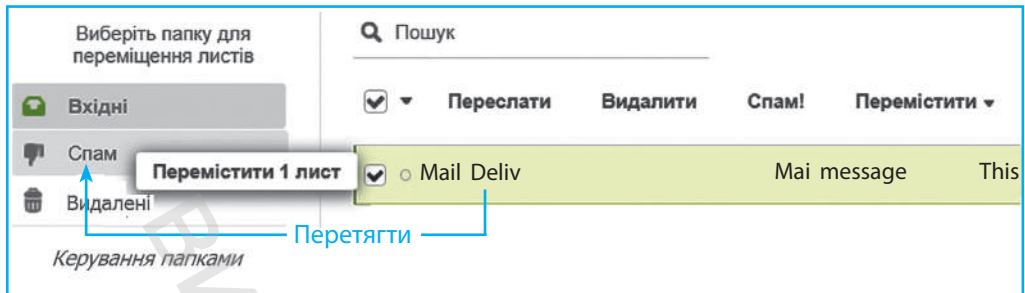 Виберіть папку для
переміщення листів
Вхідні
Спам
Видалені
Керування папками
Пошук
Переслати Видалити Спам! Перемістити
Перемістити 1 лист
Mail Deliv Mai message This
Перетягти